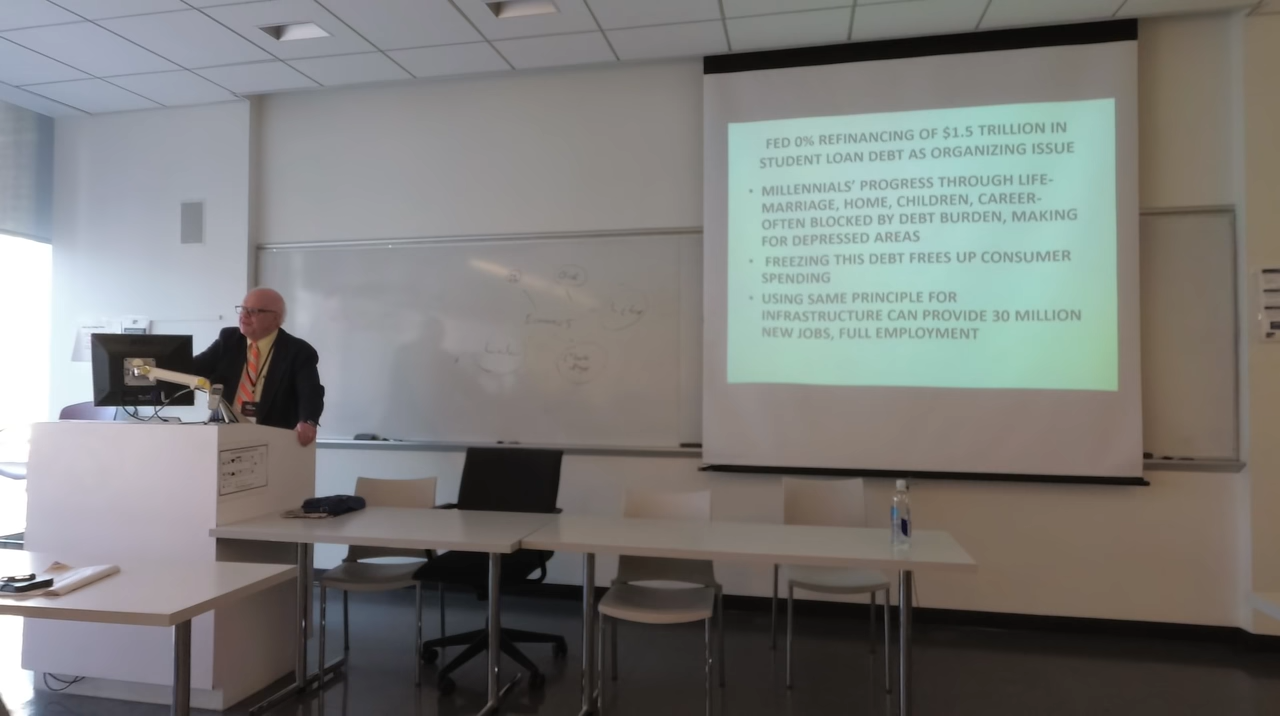 FED 0% REFINANCING OF $1.5 TRILLION IN
STUDENT LOAN DEBT AS ORGANIZING ISSUE
• MILLENNIALS' PROGRESS THROUGH LIFE-
MARRIAGE, HOME, CHILDREN, CAREER-
OFTEN BLOCKED BY DEBT BURDEN, MAKING
FOR DEPRESSED AREAS
• FREEZING THIS DEBT FREES UP CONSUMER
SPENDING
• USING SAME PRINCIPLE FOR
INFRASTRUCTURE CAN PROVIDE 30 MILLION
NEW JOBS, FULL EMPLOYMENT